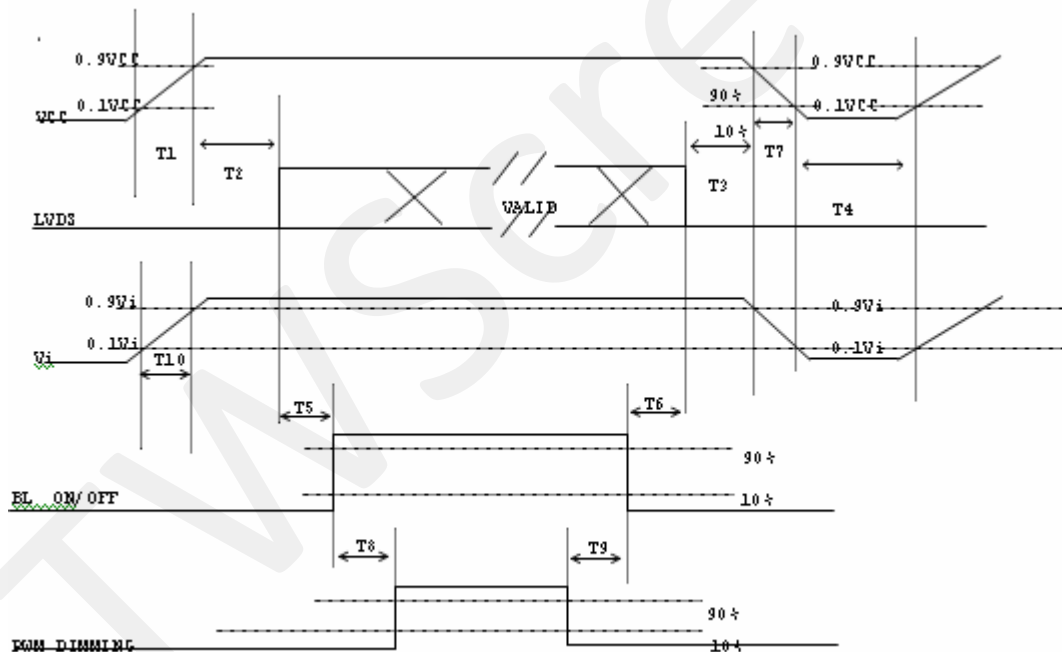 0.9VCC
0.9VCC
0.1VCC
90%
0.1VCC
VCC
10%
T1
T2
T3
T7
T4
VALID
LVDS
0.9Vi
0.9Vi
0.1Vi
0.1Vi
Vi
T10
T5
T6
90%
BL ON/OFF
10%
T8
T9
90%
PWM DIMMING
10%
TWScre